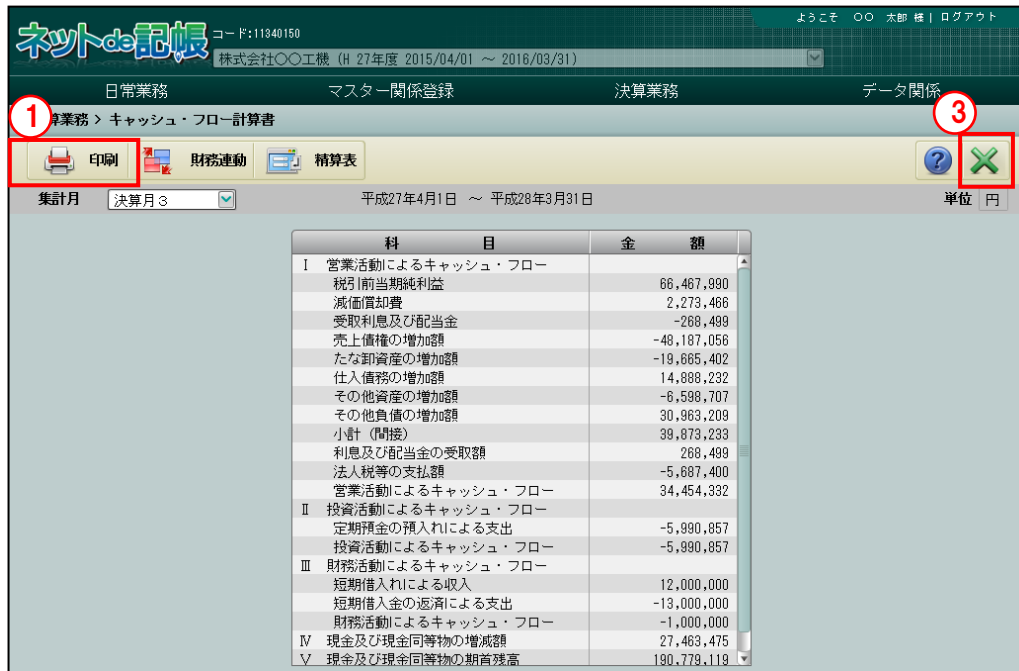 ようこそ 〇〇 太郎 様 | ログアウト
ネットde記帳 コード:11340150
株式会社〇〇工機 (H 27年度 2015/04/01 ～ 2016/03/31)
日常業務 マスター関係登録 決算業務 データ関係
1 算業務 > キャッシュ・フロー計算書 3
印刷 財務連動 精算表 ?
集計月 決算月3 平成27年4月1日 ～ 平成28年3月31日 単位 円
科 目 金 額
Ⅰ 営業活動によるキャッシュ・フロー
税引前当期純利益 66,467,990
減価償却費 2,273,466
受取利息及び配当金 -268,499
売上債権の増加額 -48,187,056
たな卸資産の増加額 -19,665,402
仕入債務の増加額 14,888,232
その他資産の増加額 -6,598,707
その他負債の増加額 30,963,209
小計 (間接) 39,873,233
利息及び配当金の受取額 268,499
法人税等の支払額 -5,687,400
営業活動によるキャッシュ・フロー 34,454,332
Ⅱ 投資活動によるキャッシュ・フロー
定期預金の預入れによる支出 -5,990,857
投資活動によるキャッシュ・フロー -5,990,857
Ⅲ 財務活動によるキャッシュ・フロー
短期借入れによる収入 12,000,000
短期借入金の返済による支出 -13,000,000
財務活動によるキャッシュ・フロー -1,000,000
Ⅳ 現金及び現金同等物の増減額 27,463,475
Ⅴ 現金及び現金同等物の期首残高 190,779,119